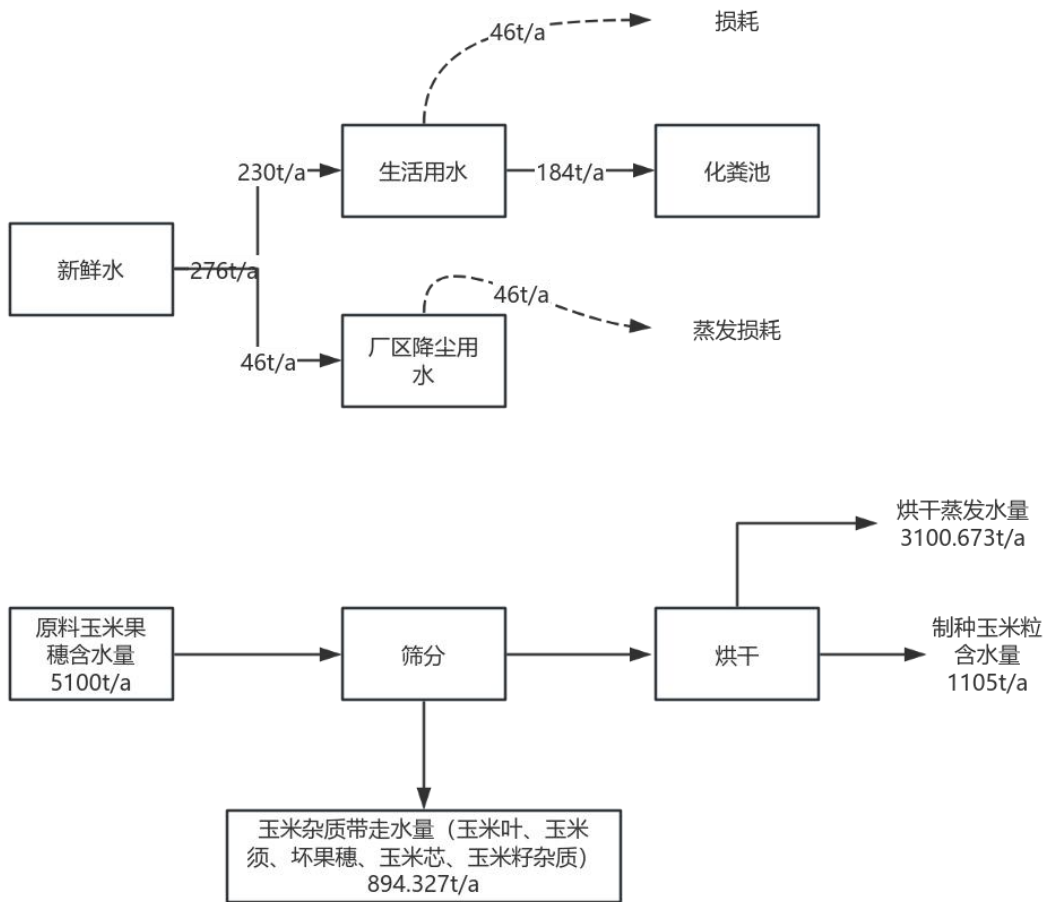 46t/a
损耗
230t/a
生活用水
184t/a
化粪池
新鲜水
276t/a
46t/a
蒸发损耗
46t/a
厂区降尘用
水
烘干蒸发水量
3100.673t/a
原料玉米果
穗含水量
5100t/a
筛分
烘干
制种玉米粒
含水量
1105t/a
玉米杂质带走水量（玉米叶、玉米
须、坏果穗、玉米芯、玉米籽杂质）
894.327t/a